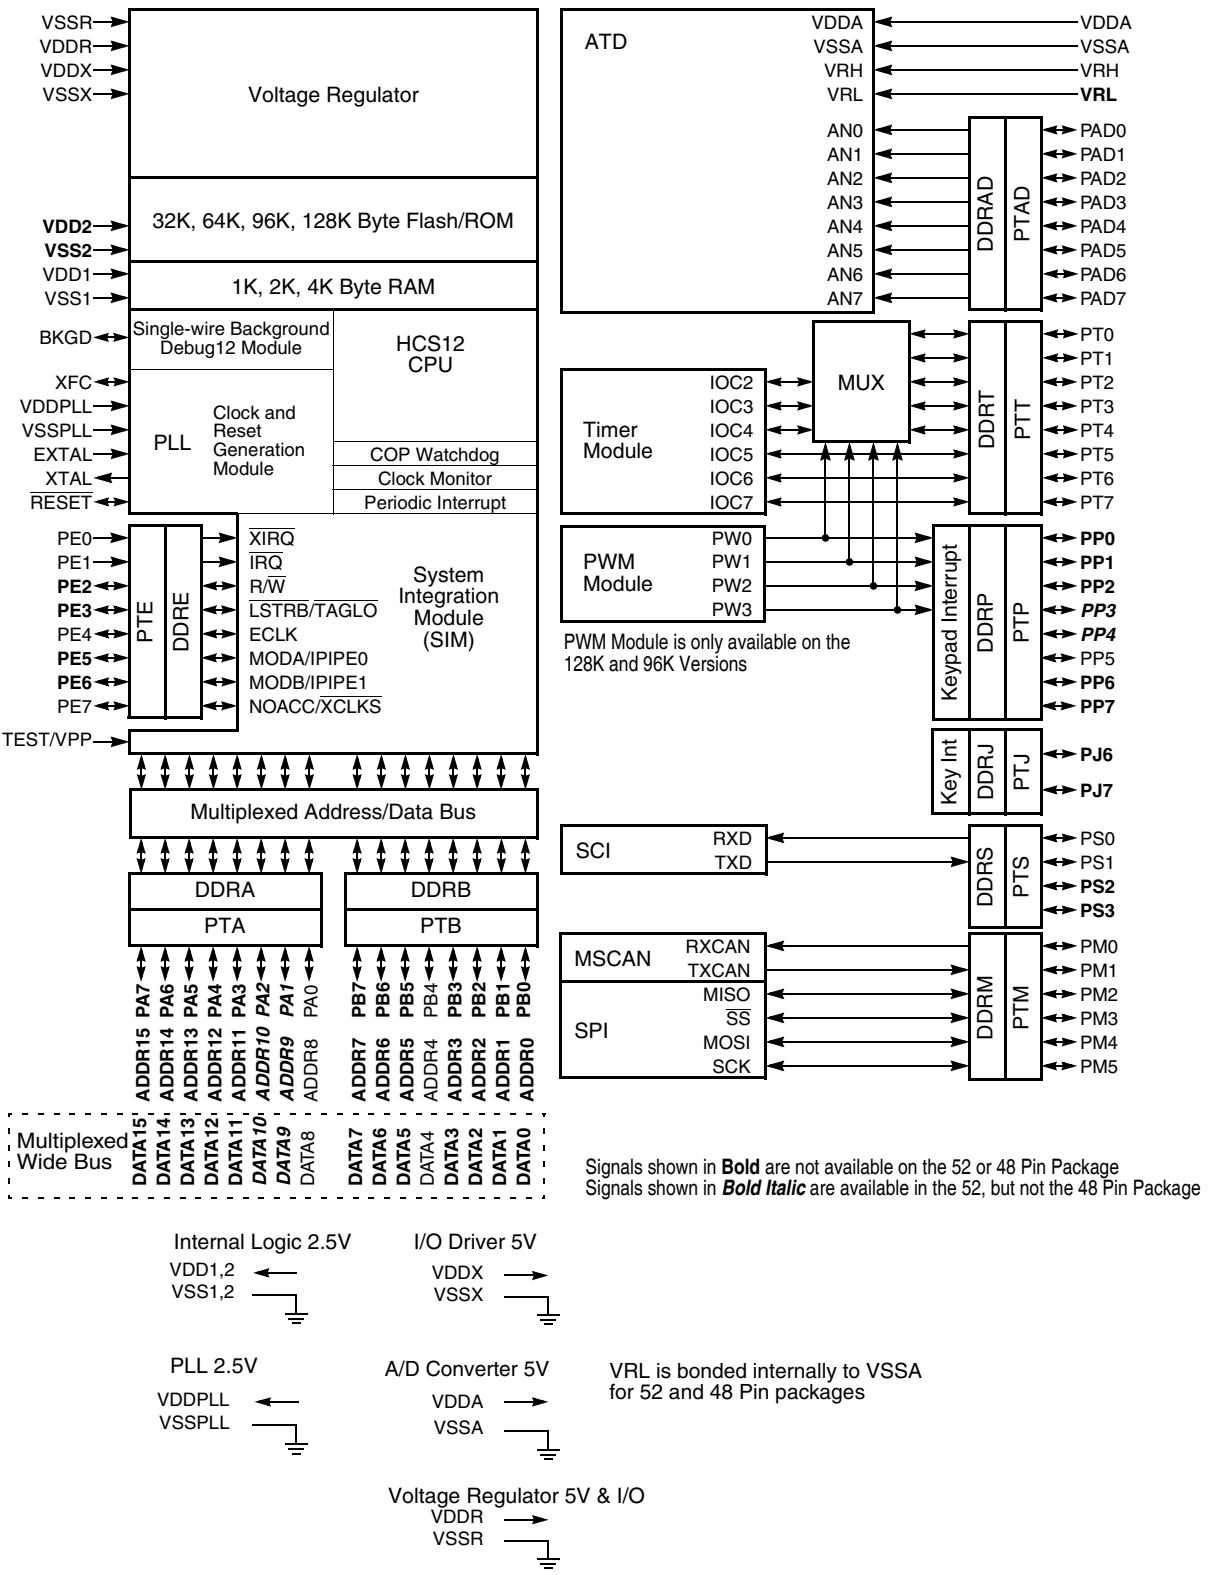 VSSR
VDDR
VDDX
VSSX
Voltage Regulator
VDD2
VSS2
32K, 64K, 96K, 128K Byte Flash/ROM
VDD1
VSS1
1K, 2K, 4K Byte RAM
BKGD
Single-wire Background
Debug12 Module
HCS12
CPU
XFC
VDDPLL
VSSPLL
EXTAL
XTAL
RESET
PLL
Clock and
Reset
Generation
Module
COP Watchdog
Clock Monitor
Periodic Interrupt
PE0
PE1
PE2
PE3
PE4
PE5
PE6
PE7
PTE
DDRE
XIRQ
IRQ
R/W
LSTRB/TAGLO
ECLK
MODA/IPIPE0
MODB/IPIPE1
NOACC/XCLKS
System
Integration
Module
(SIM)
TEST/VPP
Multiplexed Address/Data Bus
DDRA
PTA
DDRB
PTB
PA7
PA6
PA5
PA4
PA3
PA2
PA1
PA0
PB7
PB6
PB5
PB4
PB3
PB2
PB1
PB0
ADDR15
ADDR14
ADDR13
ADDR12
ADDR11
ADDR10
ADDR9
ADDR8
ADDR7
ADDR6
ADDR5
ADDR4
ADDR3
ADDR2
ADDR1
ADDR0
Multiplexed
Wide Bus
DATA15
DATA14
DATA13
DATA12
DATA11
DATA10
DATA9
DATA8
DATA7
DATA6
DATA5
DATA4
DATA3
DATA2
DATA1
DATA0
ATD
VDDA
VSSA
VRH
VRL
AN0
AN1
AN2
AN3
AN4
AN5
AN6
AN7
DDRAD
PTAD
VDDA
VSSA
VRH
VRL
PAD0
PAD1
PAD2
PAD3
PAD4
PAD5
PAD6
PAD7
Timer
Module
IOC2
IOC3
IOC4
IOC5
IOC6
IOC7
MUX
DDRT
PTT
PT0
PT1
PT2
PT3
PT4
PT5
PT6
PT7
PWM
Module
PW0
PW1
PW2
PW3
PWM Module is only available on the
128K and 96K Versions
Keypad Interrupt
DDRP
PTP
PP0
PP1
PP2
PP3
PP4
PP5
PP6
PP7
Key Int
DDRJ
PTJ
PJ6
PJ7
SCI
RXD
TXD
DDRS
PTS
PS0
PS1
PS2
PS3
MSCAN
RXCAN
TXCAN
SPI
MISO
SS
MOSI
SCK
DDRM
PTM
PM0
PM1
PM2
PM3
PM4
PM5
Signals shown in Bold are not available on the 52 or 48 Pin Package
Signals shown in Bold Italic are available in the 52, but not the 48 Pin Package
Internal Logic 2.5V
VDD1,2
VSS1,2
I/O Driver 5V
VDDX
VSSX
PLL 2.5V
VDDPLL
VSSPLL
A/D Converter 5V
VDDA
VSSA
VRL is bonded internally to VSSA
for 52 and 48 Pin packages
Voltage Regulator 5V & I/O
VDDR
VSSR